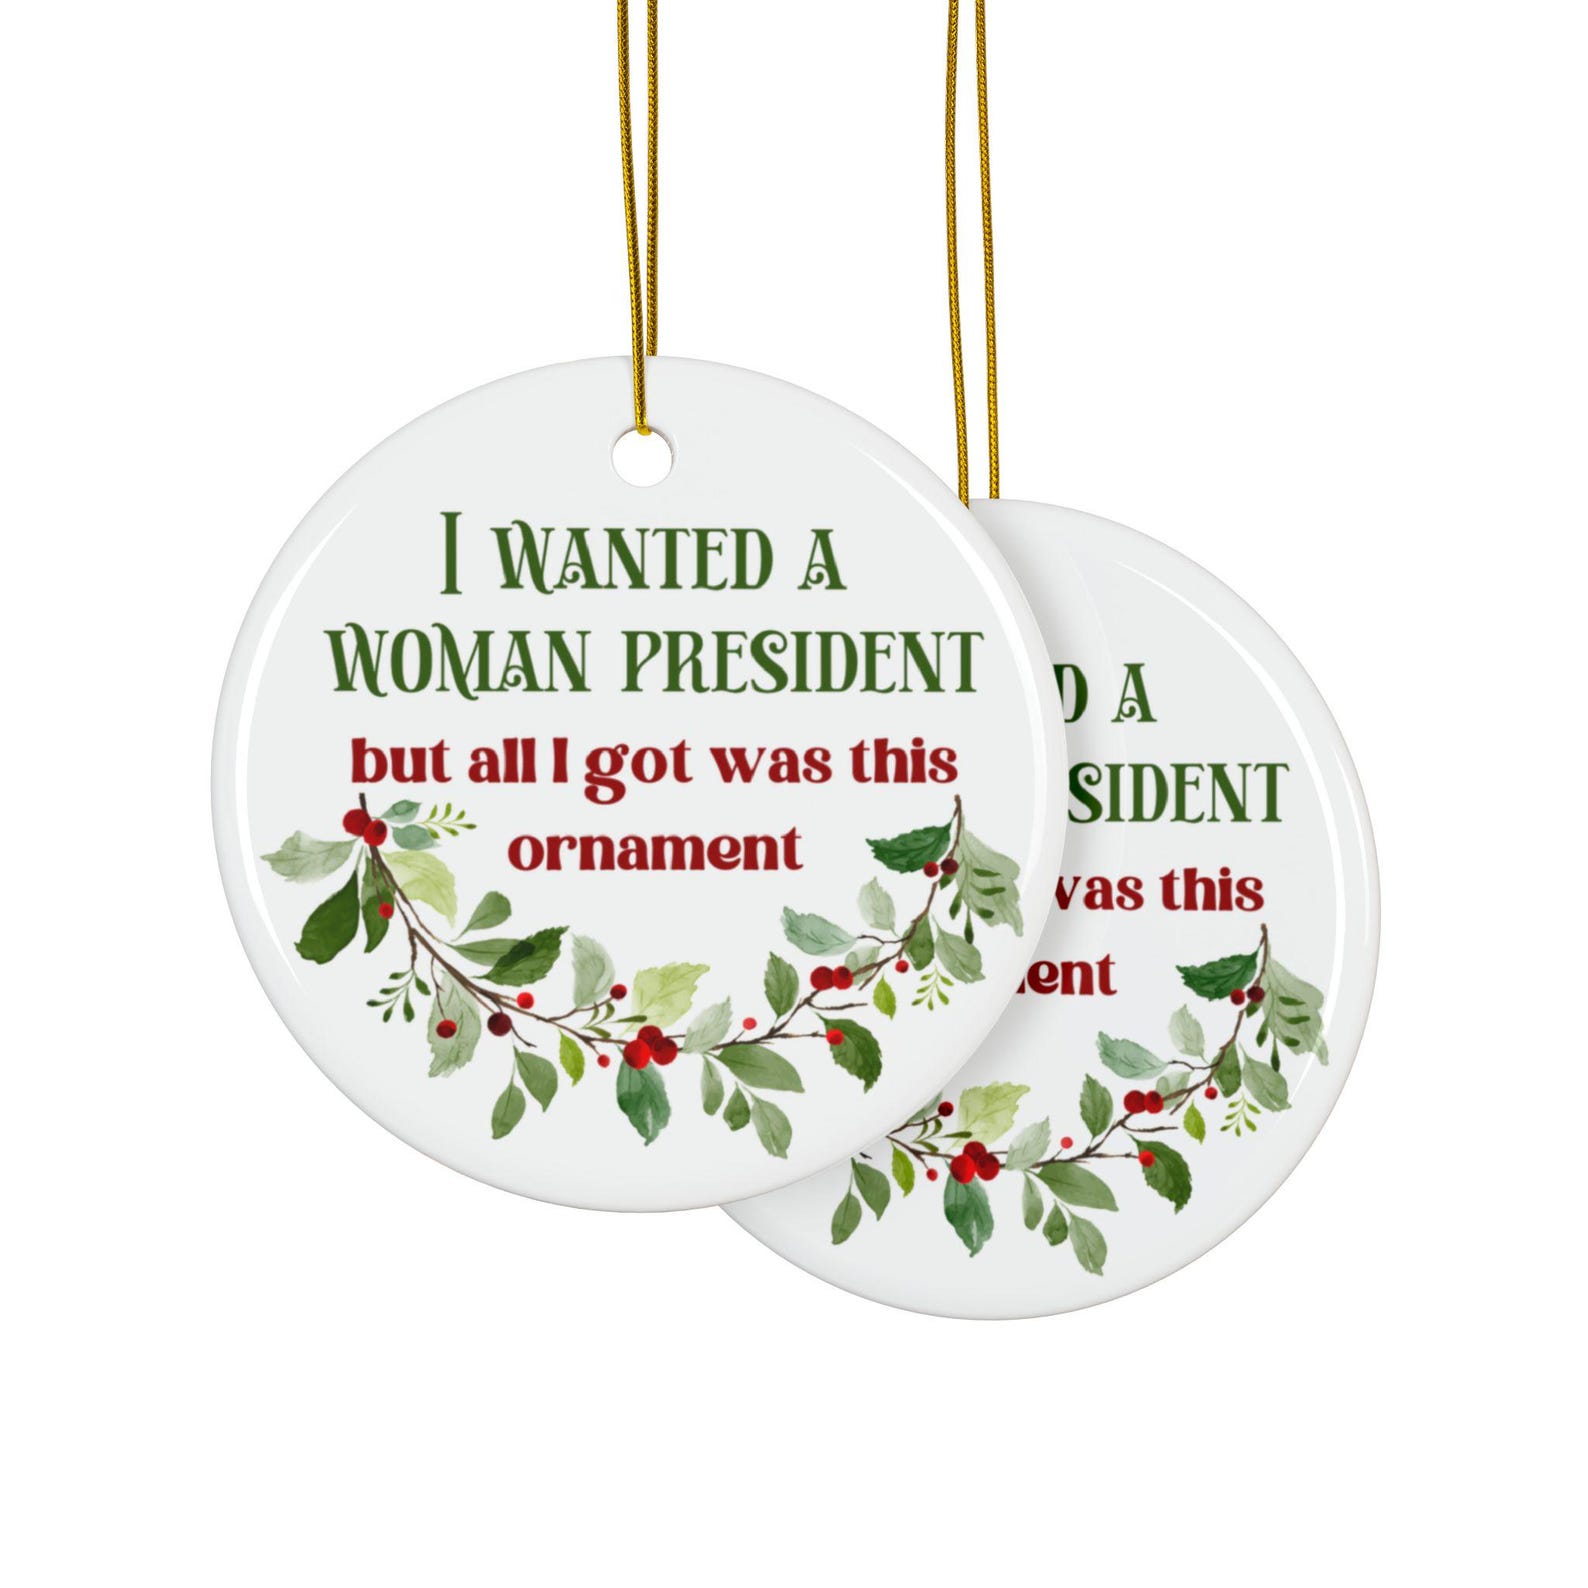 I WANTED A
WOMAN PRESIDENT
but all I got was this
ornament
D A
SIDENT
was this
ent